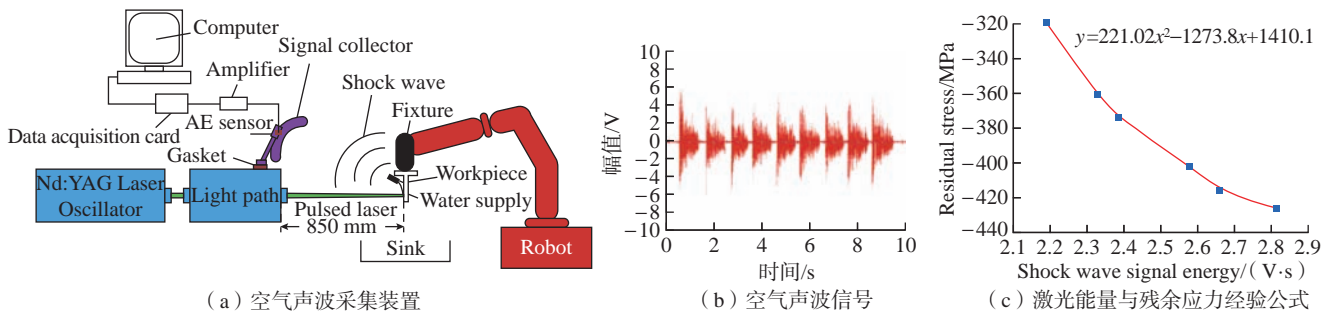 Computer
Signal collector
Amplifier
Shock wave
Fixture
AE sensor
Data acquisition card
Gasket
Nd:YAG Laser
Oscillator
Light path
Workpiece
Water supply
Pulsed laser
850 mm
Sink
Robot
(a)空气声波采集装置
幅值/V
10
8
6
4
2
0
−2
−4
−6
−8
−10
0
2
4
6
8
10
时间/s
(b)空气声波信号
Residual stress/MPa
−320
−340
−360
−380
−400
−420
−440
y=221.02x²−1273.8x+1410.1
2.1
2.2
2.3
2.4
2.5
2.6
2.7
2.8
2.9
Shock wave signal energy/(V·s)
(c)激光能量与残余应力经验公式